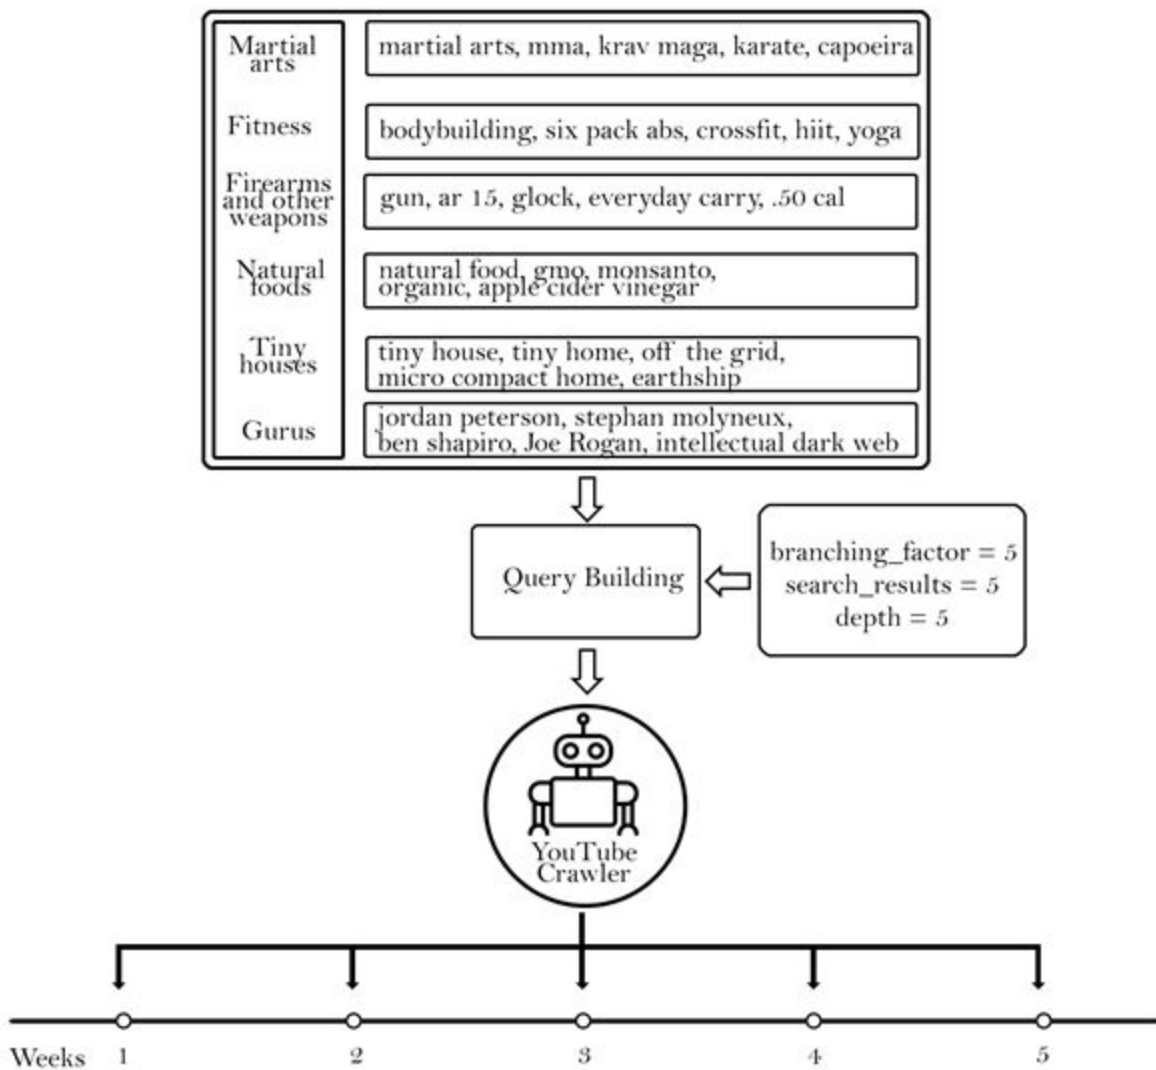 Martial
arts
martial arts, mma, krav maga, karate, capoeira
Fitness
bodybuilding, six pack abs, crossfit, hiit, yoga
Firearms
and other
weapons
gun, ar 15, glock, everyday carry, .50 cal
Natural
foods
natural food, gmo, monsanto,
organic, apple cider vinegar
Tiny
houses
tiny house, tiny home, off the grid,
micro compact home, earthship
Gurus
jordan peterson, stephan molyneux,
ben shapiro, Joe Rogan, intellectual dark web
Query Building
branching_factor = 5
search_results = 5
depth = 5
YouTube
Crawler
Weeks 1 2 3 4 5